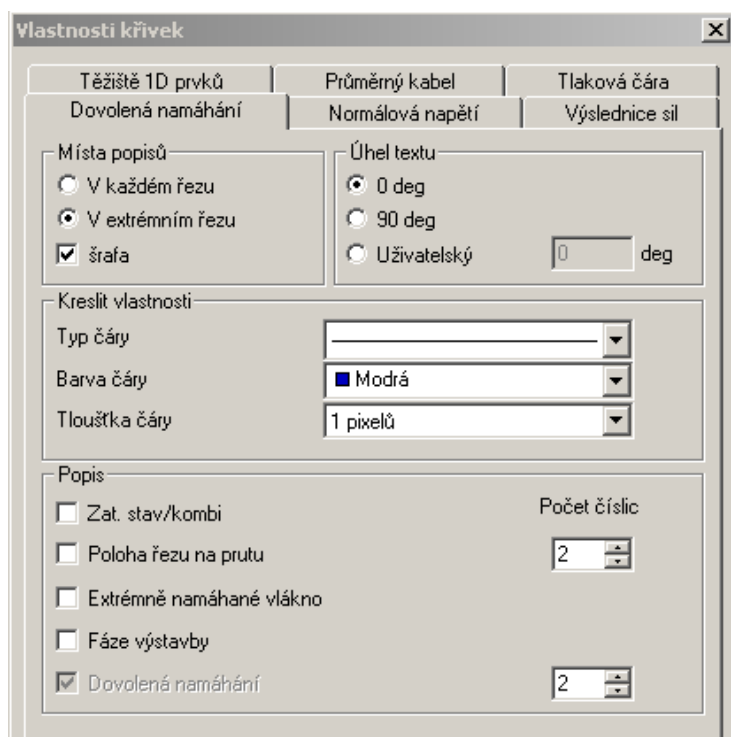 Vlastnosti křivek
Těžiště 1D prvků Průměrný kabel Tlaková čára
Dovolená namáhání Normálová napětí Výslednice sil
Místa popisů
V každém řezu
V extrémním řezu
šrafa
Úhel textu
0 deg
90 deg
Uživatelský 0 deg
Kreslit vlastnosti
Typ čáry
Barva čáry Modrá
Tloušťka čáry 1 pixelů
Popis
Zat. stav/kombi Počet číslic
Poloha řezu na prutu 2
Extrémně namáhané vlákno
Fáze výstavby
Dovolená namáhání 2